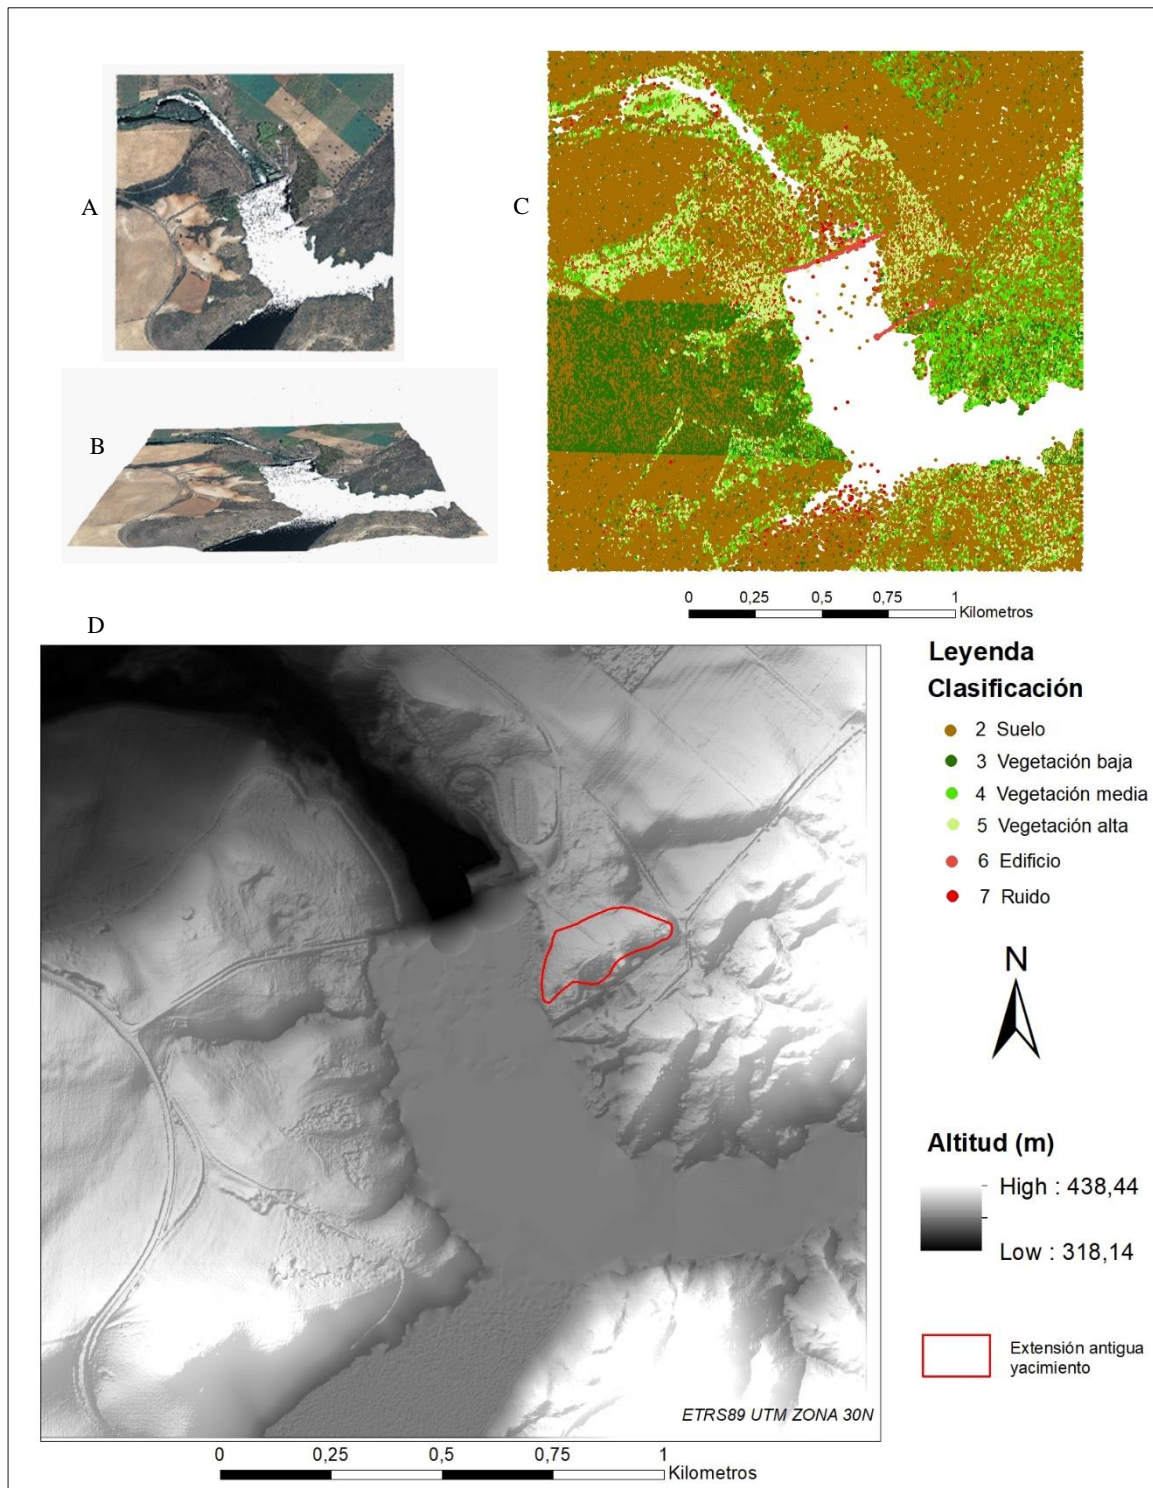 A
B
C
0 0,25 0,5 0,75 1
Kilometros
D
Leyenda
Clasificación
2 Suelo
3 Vegetación baja
4 Vegetación media
5 Vegetación alta
6 Edificio
7 Ruido
N
Altitud (m)
High : 438,44
Low : 318,14
Extensión antigua
yacimiento
ETRS89 UTM ZONA 30N
0 0,25 0,5 0,75 1
Kilometros